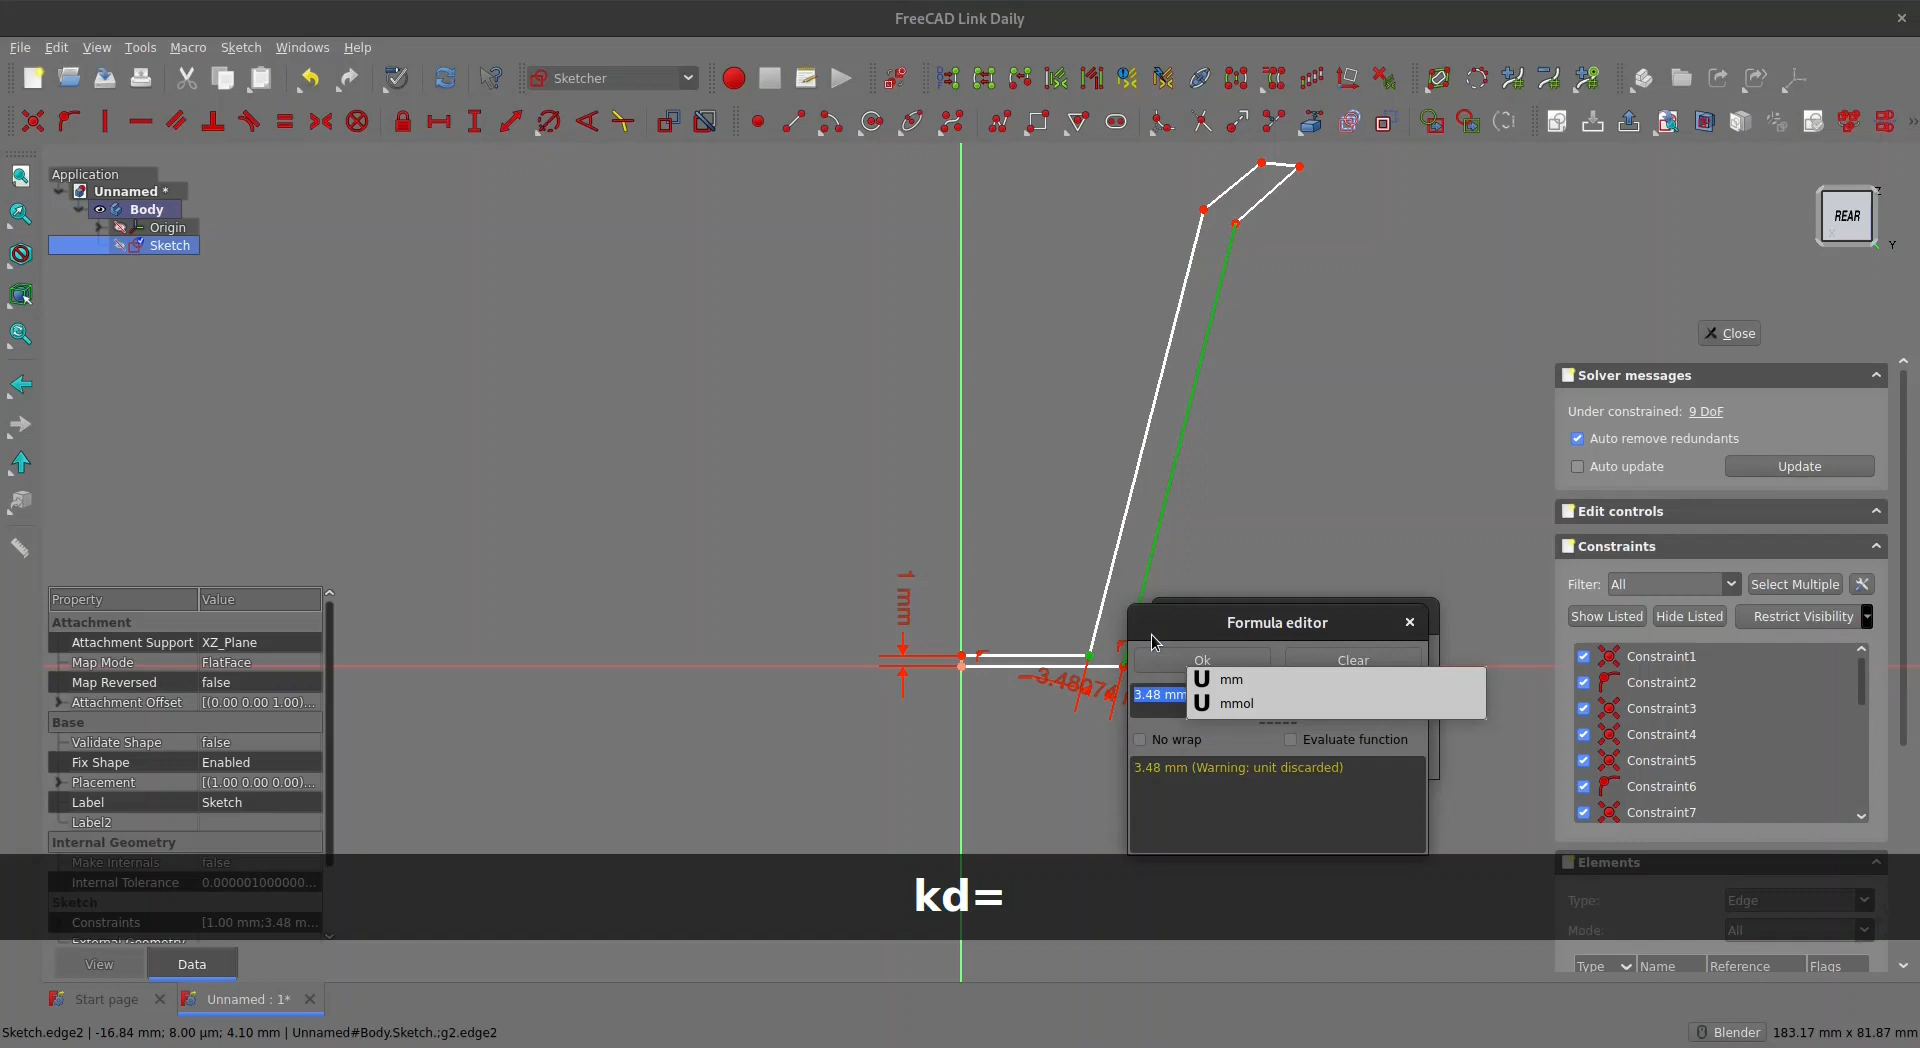 FreeCAD Link Daily
File Edit View Tools Macro Sketch Windows Help
Sketcher
Application
Unnamed *
Body
Origin
Sketch
REAR
Z
X
Y
Close
Solver messages
Under constrained: 9 DoF
Auto remove redundants
Auto update Update
Edit controls
Constraints
Filter: All Select Multiple
Show Listed Hide Listed Restrict Visibility
Constraint1
Constraint2
Constraint3
Constraint4
Constraint5
Constraint6
Constraint7
Elements
Type: Edge
Mode: All
Type Name Reference Flags
1 mm
Formula editor
Ok Clear
3.48 mm
U mm
U mmol
No wrap Evaluate function
3.48 mm (Warning: unit discarded)
Property Value
Attachment
Attachment Support XZ_Plane
Map Mode FlatFace
Map Reversed false
Attachment Offset [(0.00 0.00 1.00)...
Base
Validate Shape false
Fix Shape Enabled
Placement [(1.00 0.00 0.00)...
Label Sketch
Label2
Internal Geometry
Make Internals false
Internal Tolerance 0.000001000000...
Sketch
Constraints [1.00 mm;3.48 m...
kd=
View Data
Start page Unnamed : 1*
Sketch.edge2 | -16.84 mm; 8.00 µm; 4.10 mm | Unnamed#Body.Sketch.;g2.edge2
Blender 183.17 mm x 81.87 mm